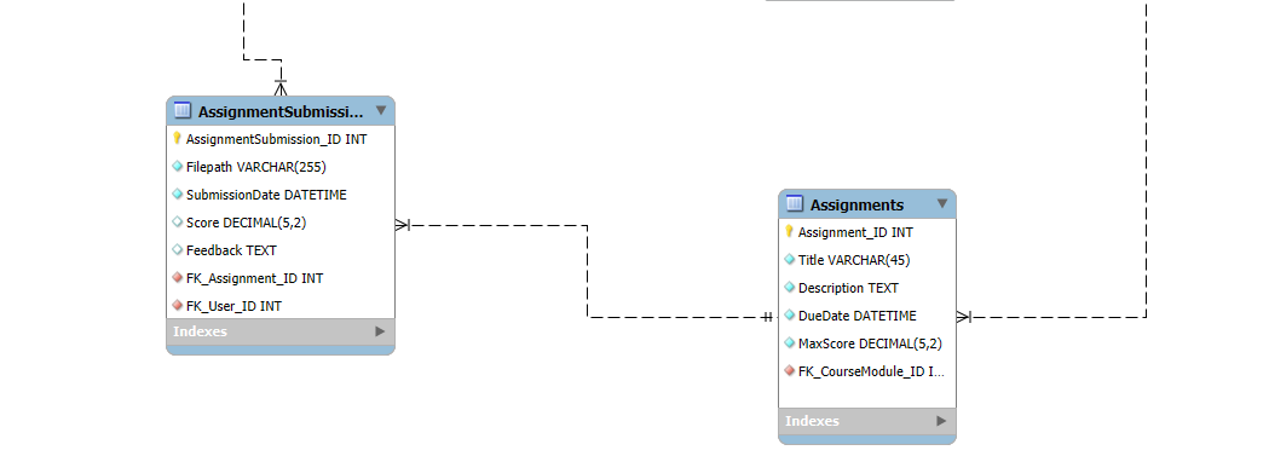 AssignmentSubmissi...
AssignmentSubmission_ID INT
Filepath VARCHAR(255)
SubmissionDate DATETIME
Score DECIMAL(5,2)
Feedback TEXT
FK_Assignment_ID INT
FK_User_ID INT
Indexes
Assignments
Assignment_ID INT
Title VARCHAR(45)
Description TEXT
DueDate DATETIME
MaxScore DECIMAL(5,2)
FK_CourseModule_ID I...
Indexes